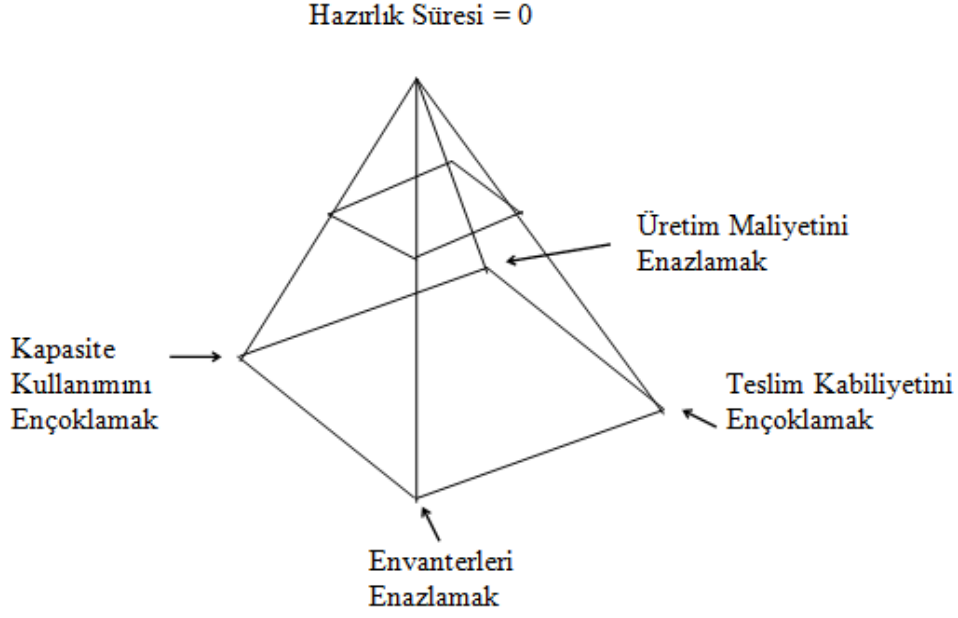 Hazırlık Süresi = 0
Üretim Maliyetini
Enazlamak
Kapasite
Kullanımını
Ençoklamak
Teslim Kabiliyetini
Ençoklamak
Envanterleri
Enazlamak